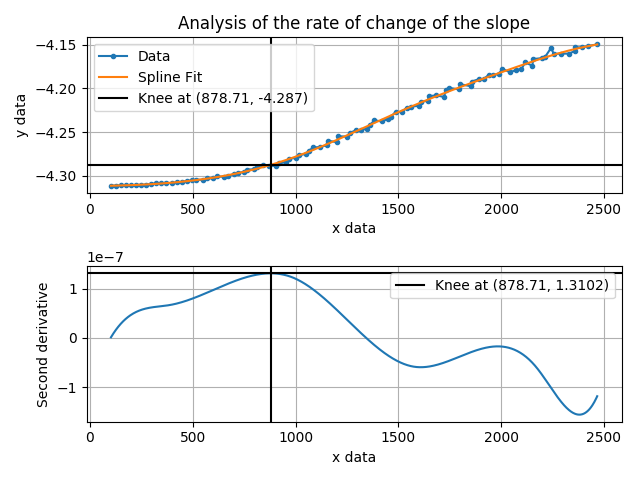 Analysis of the rate of change of the slope
−4.15
−4.20
−4.25
−4.30
y data
Data
Spline Fit
Knee at (878.71, -4.287)
0
500
1000
1500
2000
2500
x data
1e−7
1
0
−1
Second derivative
Knee at (878.71, 1.3102)
0
500
1000
1500
2000
2500
x data